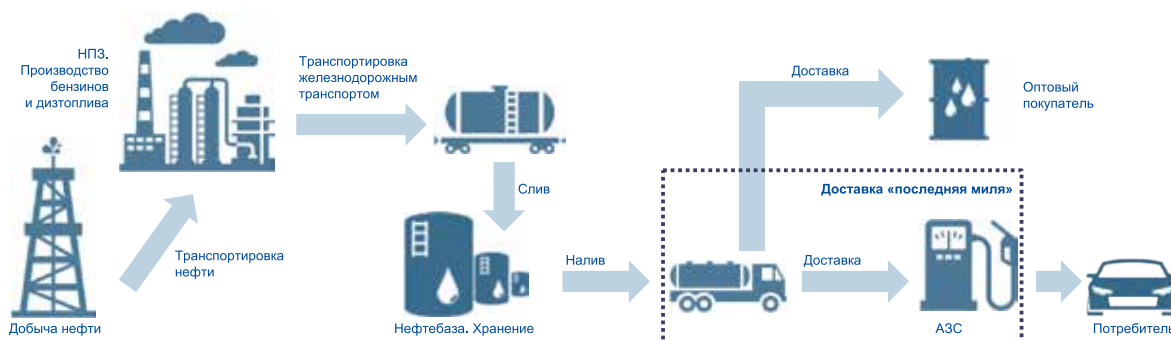 НПЗ.
Производство
бензинов
и дизтоплива
Транспортировка
железнодорожным
транспортом
Доставка
Оптовый
покупатель
Слив
Доставка «последняя миля»
Транспортировка
нефти
Налив
Доставка
Добыча нефти
Нефтебаза. Хранение
АЗС
Потребитель